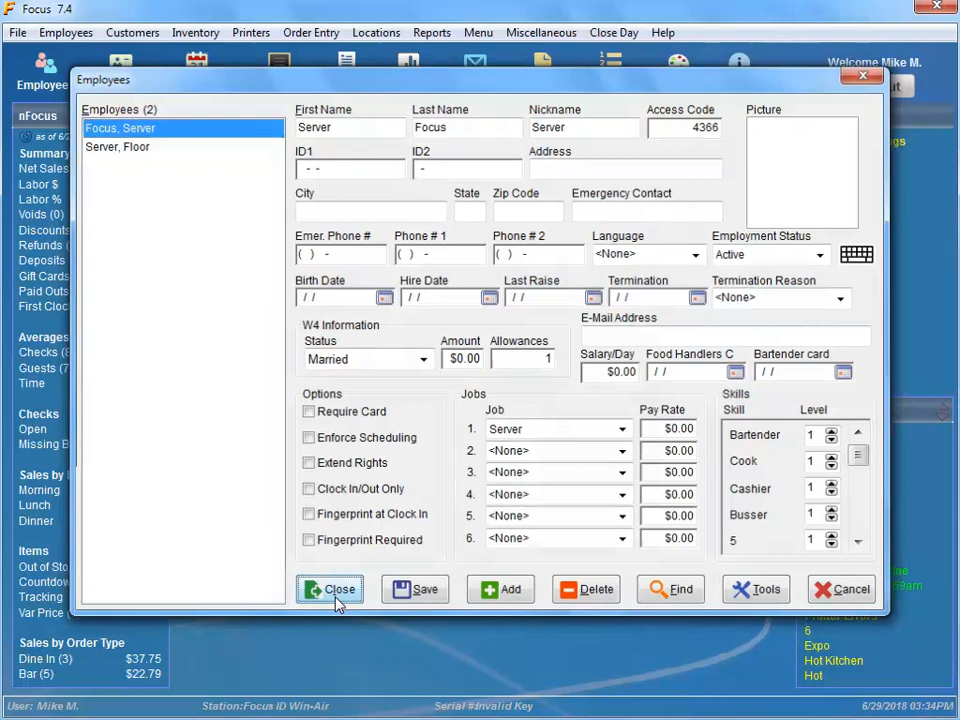 Focus 7.4
File Employees Customers Inventory Printers Order Entry Locations Reports Menu Miscellaneous Close Day Help
Welcome Mike M.
Employee
nFocus
as of 6/2
Summary
Net Sales
Labor $
Labor %
Voids (0)
Discounts
Refunds (
Deposits
Gift Cards
Paid Outs
First Clock
Averages
Checks (8
Guests (7
Time
Checks
Open
Missing B
Sales by
Morning
Lunch
Dinner
Items
Out of Sto
Countdow
Tracking
Var Price (
Sales by Order Type
Dine In (3) $37.75
Bar (5) $22.79
Employees
Employees (2)
Focus, Server
Server, Floor
First Name Last Name Nickname Access Code Picture
Server Focus Server 4366
ID1 ID2 Address
- - -
City State Zip Code Emergency Contact
Emer. Phone # Phone # 1 Phone # 2 Language Employment Status
( ) - ( ) - ( ) - <None> Active
Birth Date Hire Date Last Raise Termination Termination Reason
/ / / / / / / / <None>
W4 Information
E-Mail Address
Status Amount Allowances
Married $0.00 1
Salary/Day Food Handlers C Bartender card
$0.00 / / / /
Options
Require Card
Enforce Scheduling
Extend Rights
Clock In/Out Only
Fingerprint at Clock In
Fingerprint Required
Jobs
Job Pay Rate
1. Server $0.00
2. <None> $0.00
3. <None> $0.00
4. <None> $0.00
5. <None> $0.00
6. <None> $0.00
Skills
Skill Level
Bartender 1
Cook 1
Cashier 1
Busser 1
5 1
Close Save Add Delete Find Tools Cancel
ut
gs
59am
Printer Errors
6
Expo
Hot Kitchen
Hot
User: Mike M. Station:Focus ID Win-Air Serial #:Invalid Key 6/29/2018 03:34PM